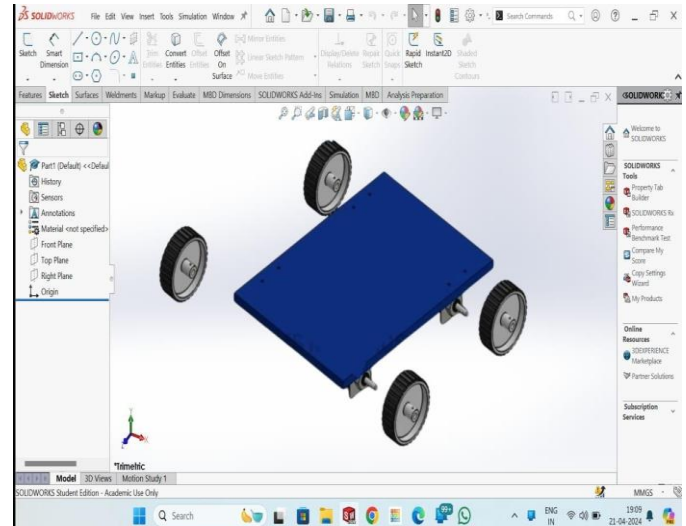 SOLIDWORKS File Edit View Insert Tools Simulation Window Search Commands
Sketch Smart Dimension Trim Entities Convert Entities Offset Entities Offset On Surface Mirror Entities
Linear Sketch Pattern
Move Entities
Display/Delete Relations Repair Sketch Quick Snaps Rapid Sketch Instant2D Shaded Sketch Contours
Features Sketch Surfaces Weldments Markup Evaluate MBD Dimensions SOLIDWORKS Add-Ins Simulation MBD Analysis Preparation
Part1 (Default) <<Defaul
History
Sensors
Annotations
Material <not specified>
Front Plane
Top Plane
Right Plane
Origin
*Trimetric
Model 3D Views Motion Study 1
SOLIDWORKS Student Edition - Academic Use Only
MMGS
SOLIDWORK
Welcome to
SOLIDWORKS
SOLIDWORKS
Tools
Property Tab
Builder
SOLIDWORKS Rx
Performance
Benchmark Test
Compare My
Score
Copy Settings
Wizard
My Products
Online
Resources
3DEXPERIENCE
Marketplace
Partner Solutions
Subscription
Services
Search
ENG
IN
19:09
21-04-2024